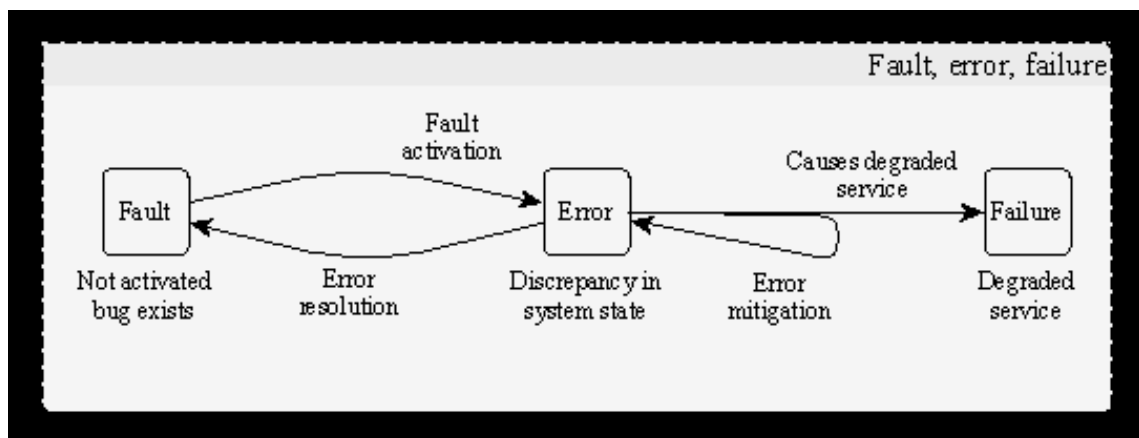 Fault, error, failure
Fault
activation
Causes degraded
service
Fault
Error
Failure
Not activated
bug exists
Error
resolution
Discrepancy in
system state
Error
mitigation
Degraded
service